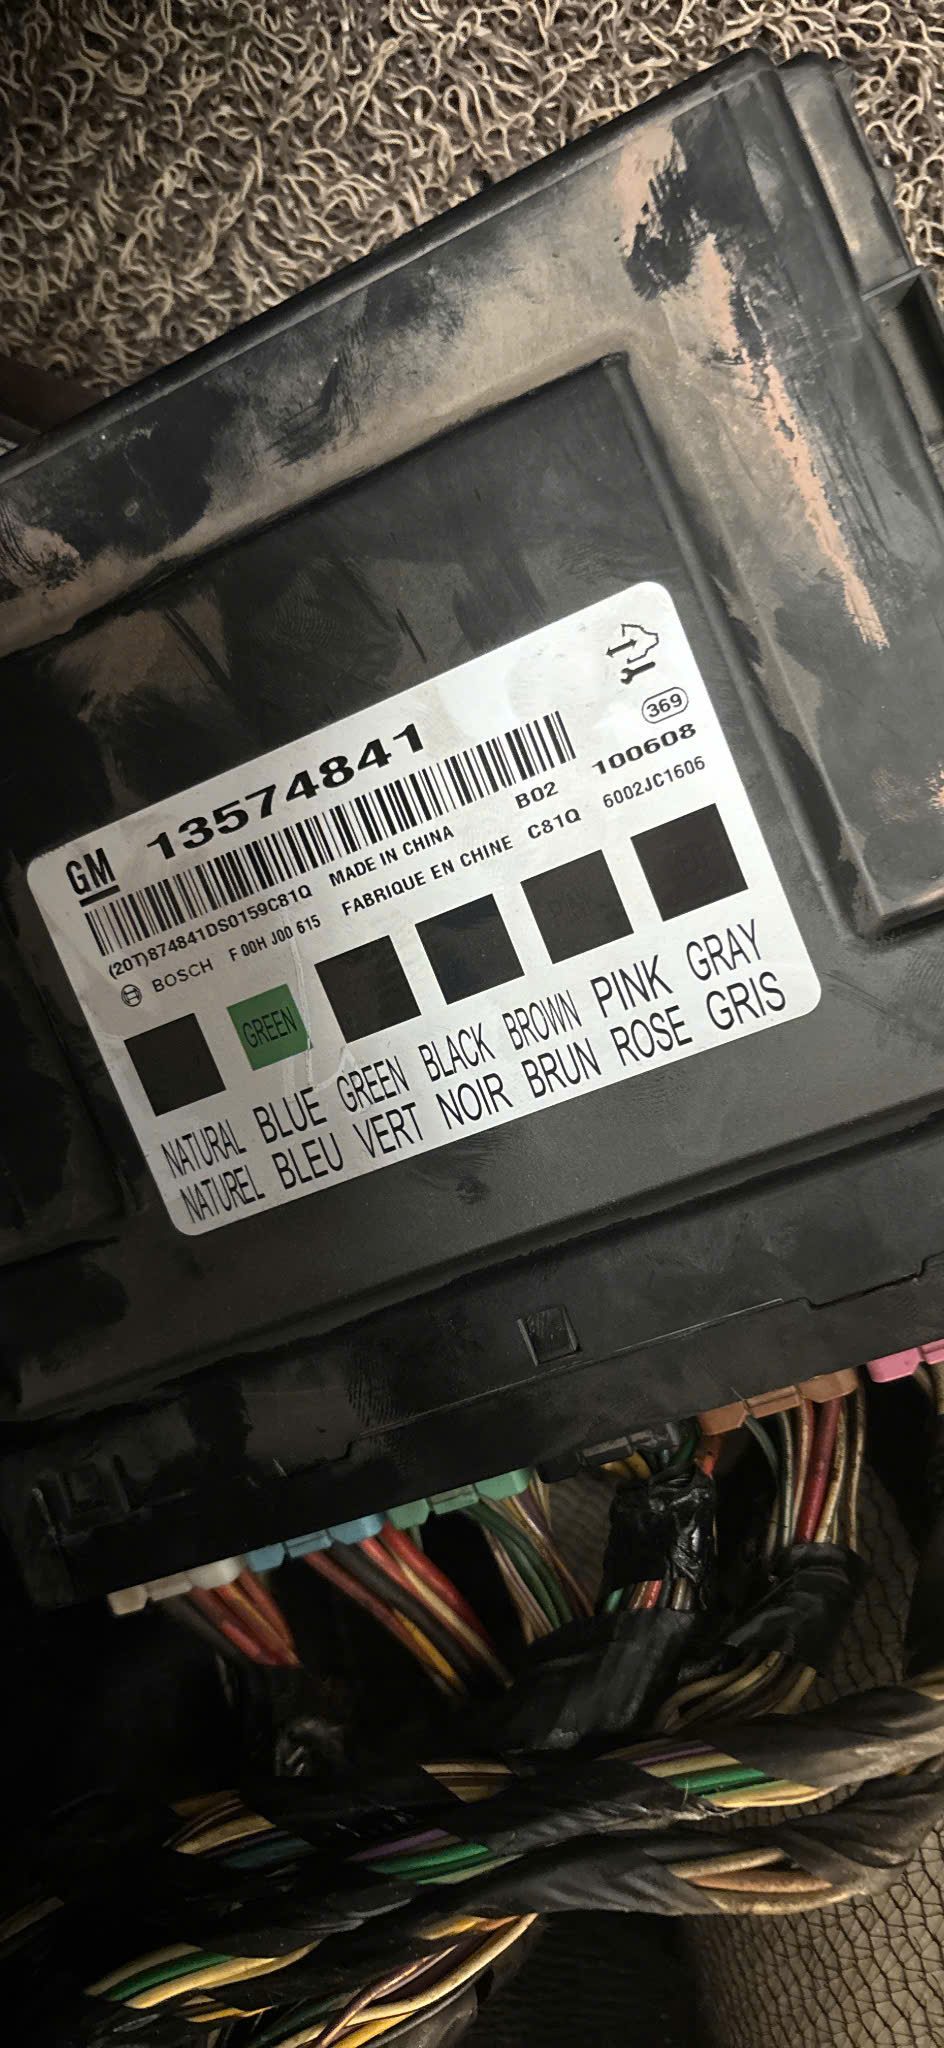 GM 13574841
369
B02 100608
(20T)874841DS0159C81Q MADE IN CHINA
BOSCH F 00H J00 615 FABRIQUE EN CHINE C81Q 6002JC1606
GREEN
NATURAL BLUE GREEN BLACK BROWN PINK GRAY
NATUREL BLEU VERT NOIR BRUN ROSE GRIS